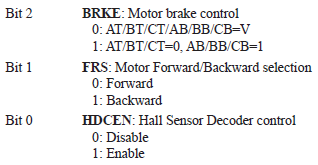 Bit 2 BRKE: Motor brake control
0: AT/BT/CT/AB/BB/CB=V
1: AT/BT/CT=0, AB/BB/CB=1
Bit 1 FRS: Motor Forward/Backward selection
0: Forward
1: Backward
Bit 0 HDCEN: Hall Sensor Decoder control
0: Disable
1: Enable